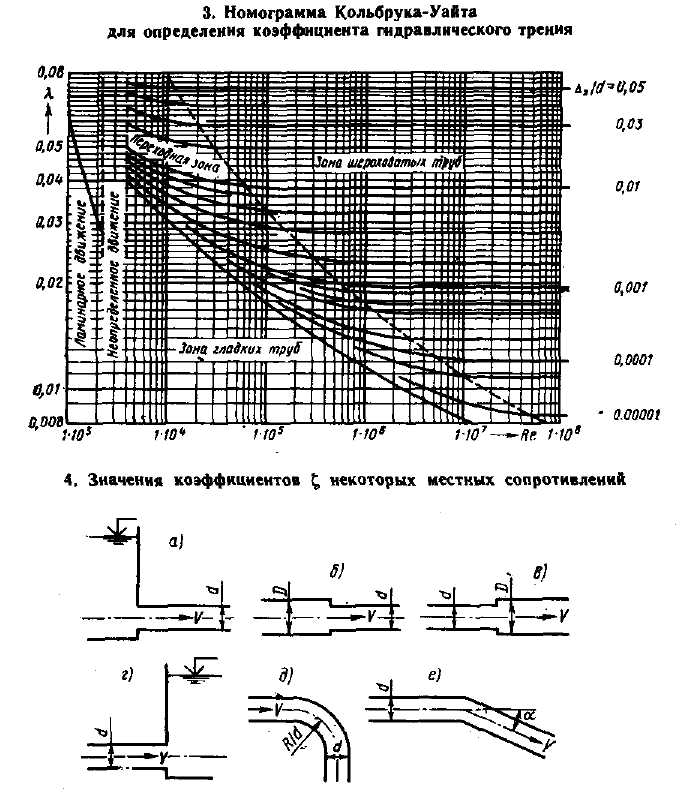 3. Номограмма Кольбрука-Уайта
для определения коэффициента гидравлического трения
0,08
λ
0,05
0,04
0,03
0,02
0,01
0,008
Δэ/d = 0,05
0,03
0,01
0,001
0,0001
0.00001
Переходная зона
Зона шероховатых труб
Ламинарное движение
Неопределенное движение
Зона гладких труб
1·10³
1·10⁴
1·10⁵
1·10⁶
1·10⁷
Re
1·10⁸
4. Значения коэффициентов ζ некоторых местных сопротивлений
а)
d
V
б)
D
d
V
в)
d
D
V
г)
d
V
д)
V
R/d
d
е)
d
α
V